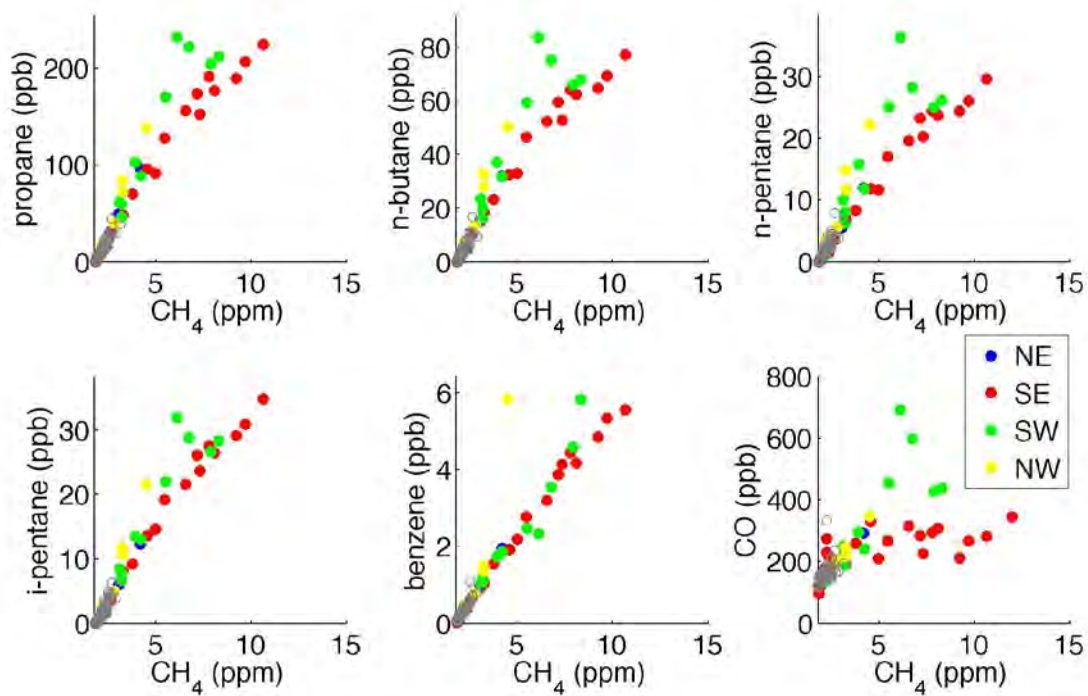 propane (ppb)
200
100
0
5 10 15
CH4 (ppm)
n-butane (ppb)
80
60
40
20
0
5 10 15
CH4 (ppm)
n-pentane (ppb)
30
20
10
0
5 10 15
CH4 (ppm)
i-pentane (ppb)
30
20
10
0
5 10 15
CH4 (ppm)
benzene (ppb)
6
4
2
0
5 10 15
CH4 (ppm)
CO (ppb)
800
600
400
200
0
5 10 15
CH4 (ppm)
NE
SE
SW
NW